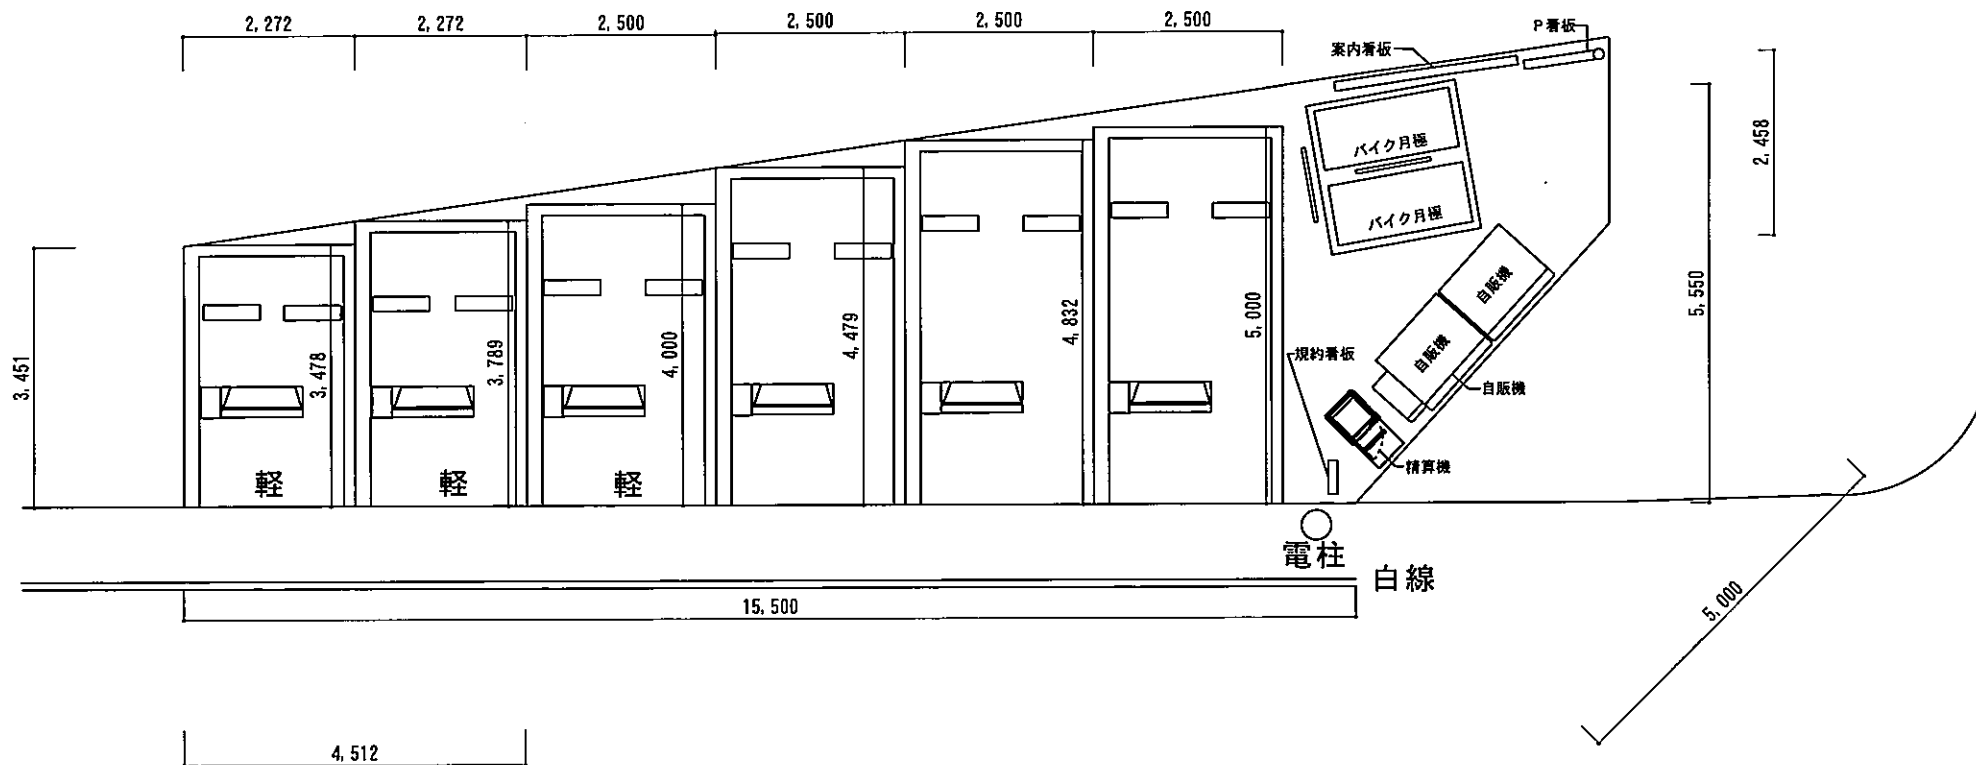 2,272
2,272
2,500
2,500
2,500
2,500
P看板
案内看板
2,458
バイク月極
バイク月極
5,550
自販機
自販機
自販機
規約看板
精算機
3,451
3,478
3,789
4,000
4,479
4,832
5,000
軽
軽
軽
電柱
白線
15,500
5,000
4,512